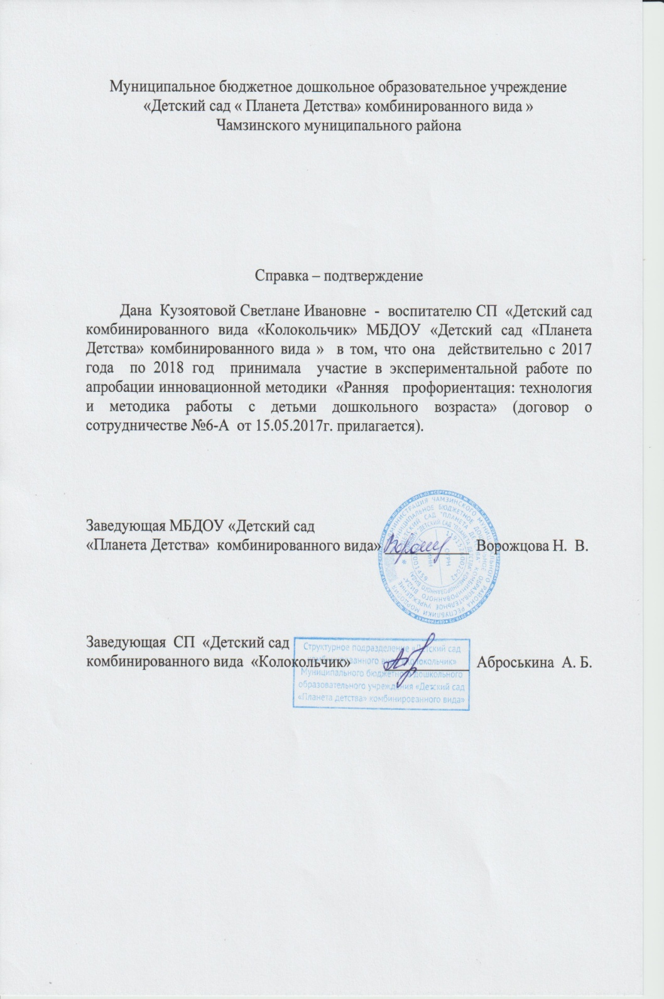 Муниципальное бюджетное дошкольное образовательное учреждение
«Детский сад « Планета Детства» комбинированного вида »
Чамзинского муниципального района
Справка – подтверждение
Дана Кузоятовой Светлане Ивановне - воспитателю СП «Детский сад
комбинированного вида «Колокольчик» МБДОУ «Детский сад «Планета
Детства» комбинированного вида » в том, что она действительно с 2017
года по 2018 год принимала участие в экспериментальной работе по
апробации инновационной методики «Ранняя профориентация: технология
и методика работы с детьми дошкольного возраста» (договор о
сотрудничестве №6-А от 15.05.2017г. прилагается).
Заведующая МБДОУ «Детский сад
«Планета Детства» комбинированного вида» Ворожцова Н. В.
Заведующая СП «Детский сад
комбинированного вида «Колокольчик» Аброськина А. Б.
Структурное подразделение «Детский сад
комбинированного вида «Колокольчик»
Муниципального бюджетного дошкольного
образовательного учреждения «Детский сад
«Планета детства» комбинированного вида»